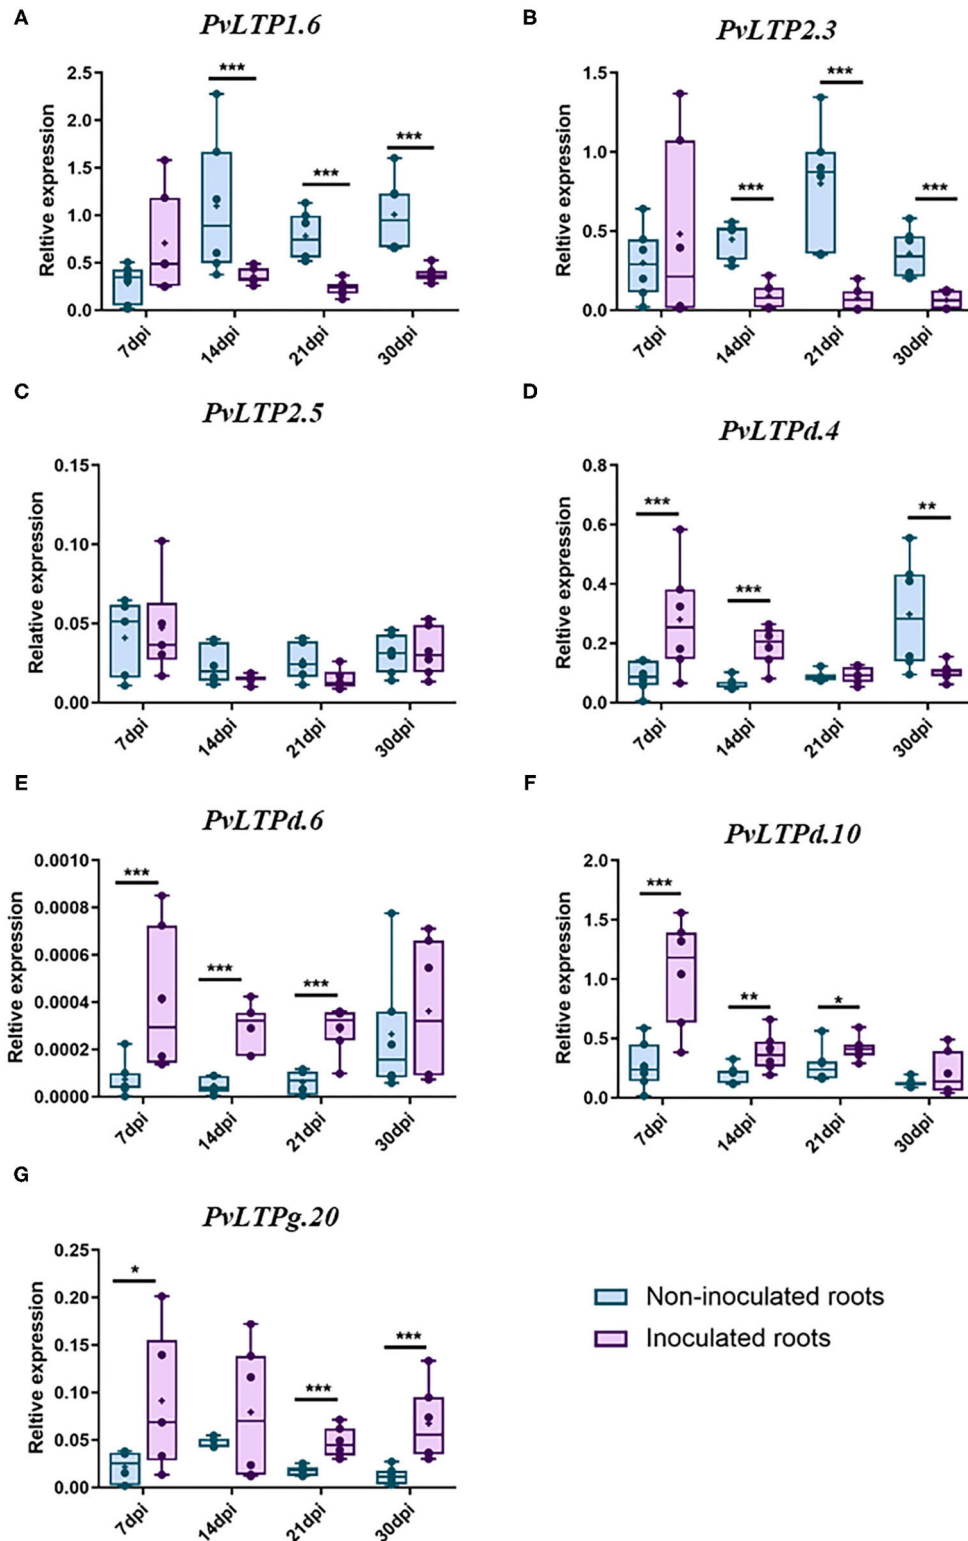 A
PvLTP1.6
Reltive expression
2.5
2.0
1.5
1.0
0.5
0.0
***
***
***
7dpi
14dpi
21dpi
30dpi
B
PvLTP2.3
Reltive expression
1.5
1.0
0.5
0.0
***
***
***
7dpi
14dpi
21dpi
30dpi
C
PvLTP2.5
Relative expression
0.15
0.10
0.05
0.00
7dpi
14dpi
21dpi
30dpi
D
PvLTPd.4
Reltive expression
0.8
0.6
0.4
0.2
0.0
***
***
**
7dpi
14dpi
21dpi
30dpi
E
PvLTPd.6
Reltive expression
0.0010
0.0008
0.0006
0.0004
0.0002
0.0000
***
***
***
7dpi
14dpi
21dpi
30dpi
F
PvLTPd.10
Reltive expression
2.0
1.5
1.0
0.5
0.0
***
**
*
7dpi
14dpi
21dpi
30dpi
G
PvLTPg.20
Reltive expression
0.25
0.20
0.15
0.10
0.05
0.00
*
***
***
7dpi
14dpi
21dpi
30dpi
Non-inoculated roots
Inoculated roots